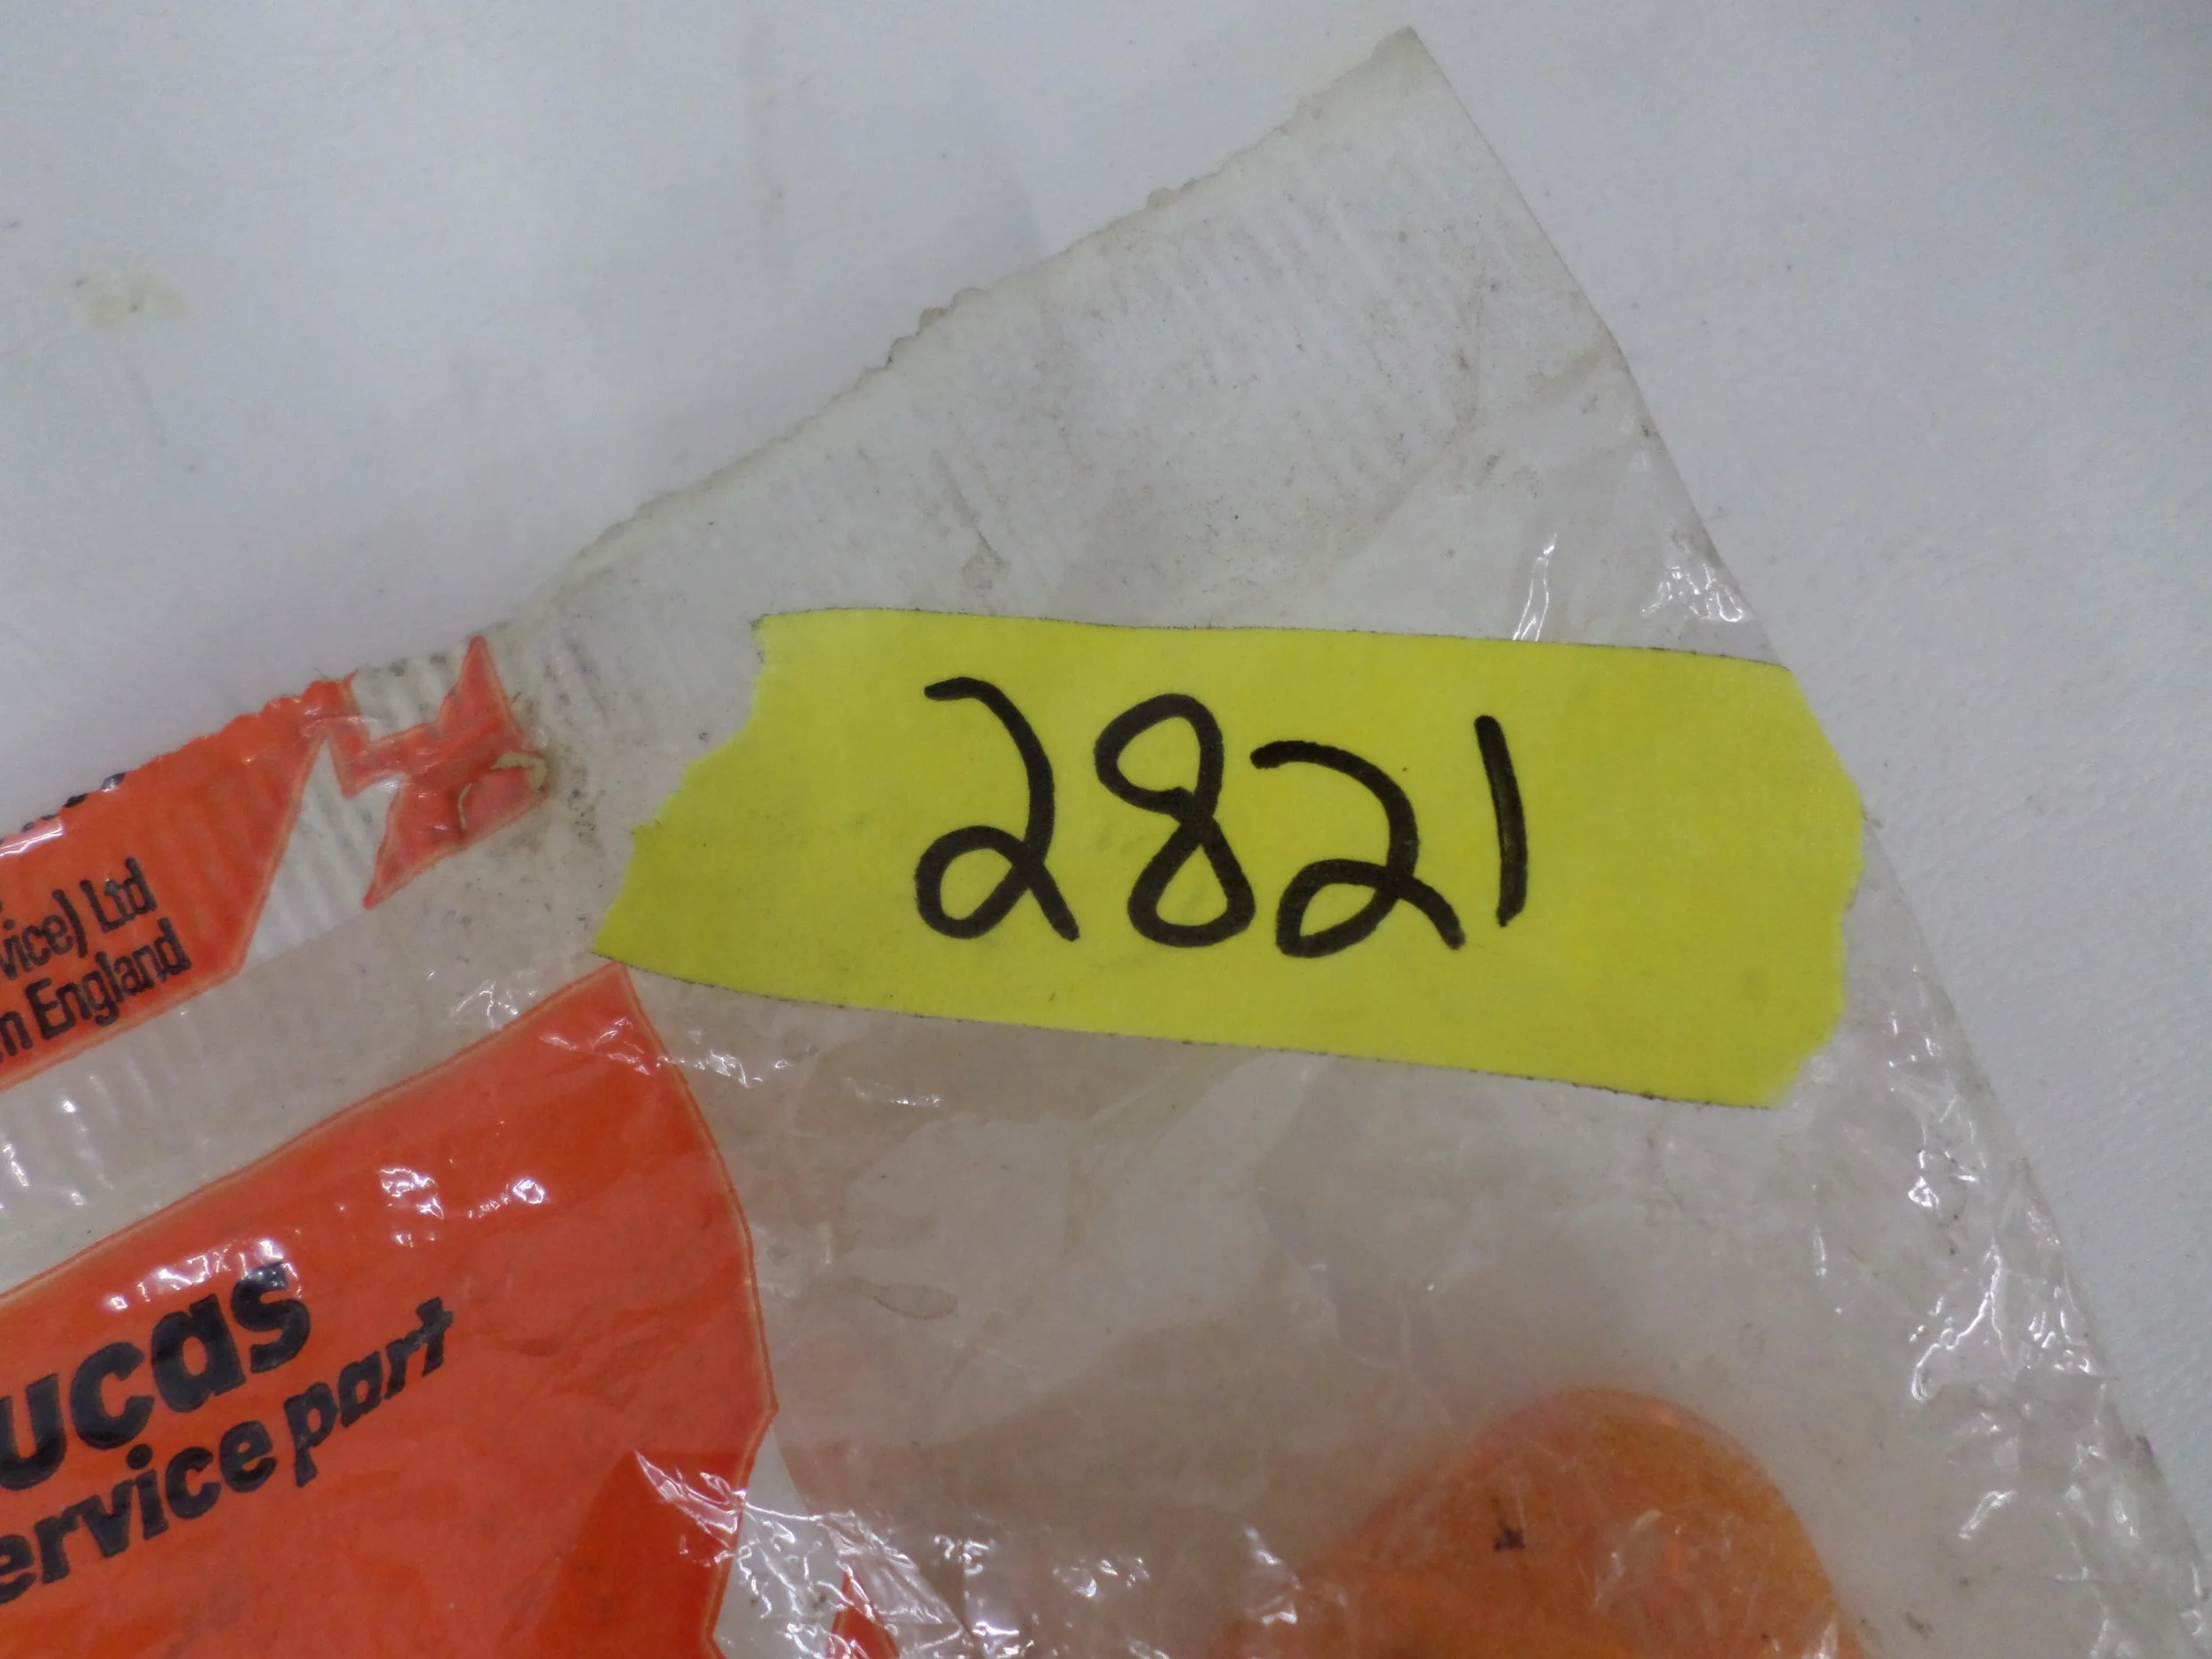 2821
vice) Ltd
n England
ucas
ervice part